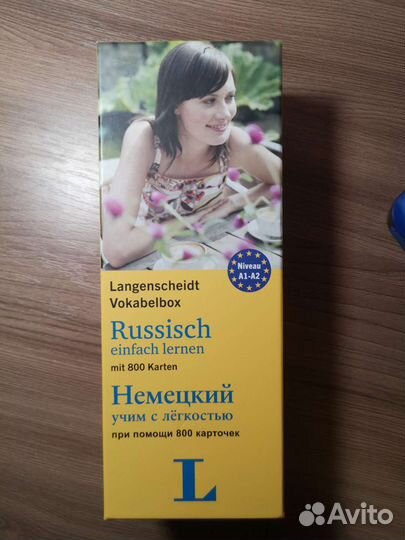 Niveau
A1-A2
Langenscheidt
Vokabelbox
Russisch
einfach lernen
mit 800 Karten
Немецкий
учим с лёгкостью
при помощи 800 карточек
L
Avito